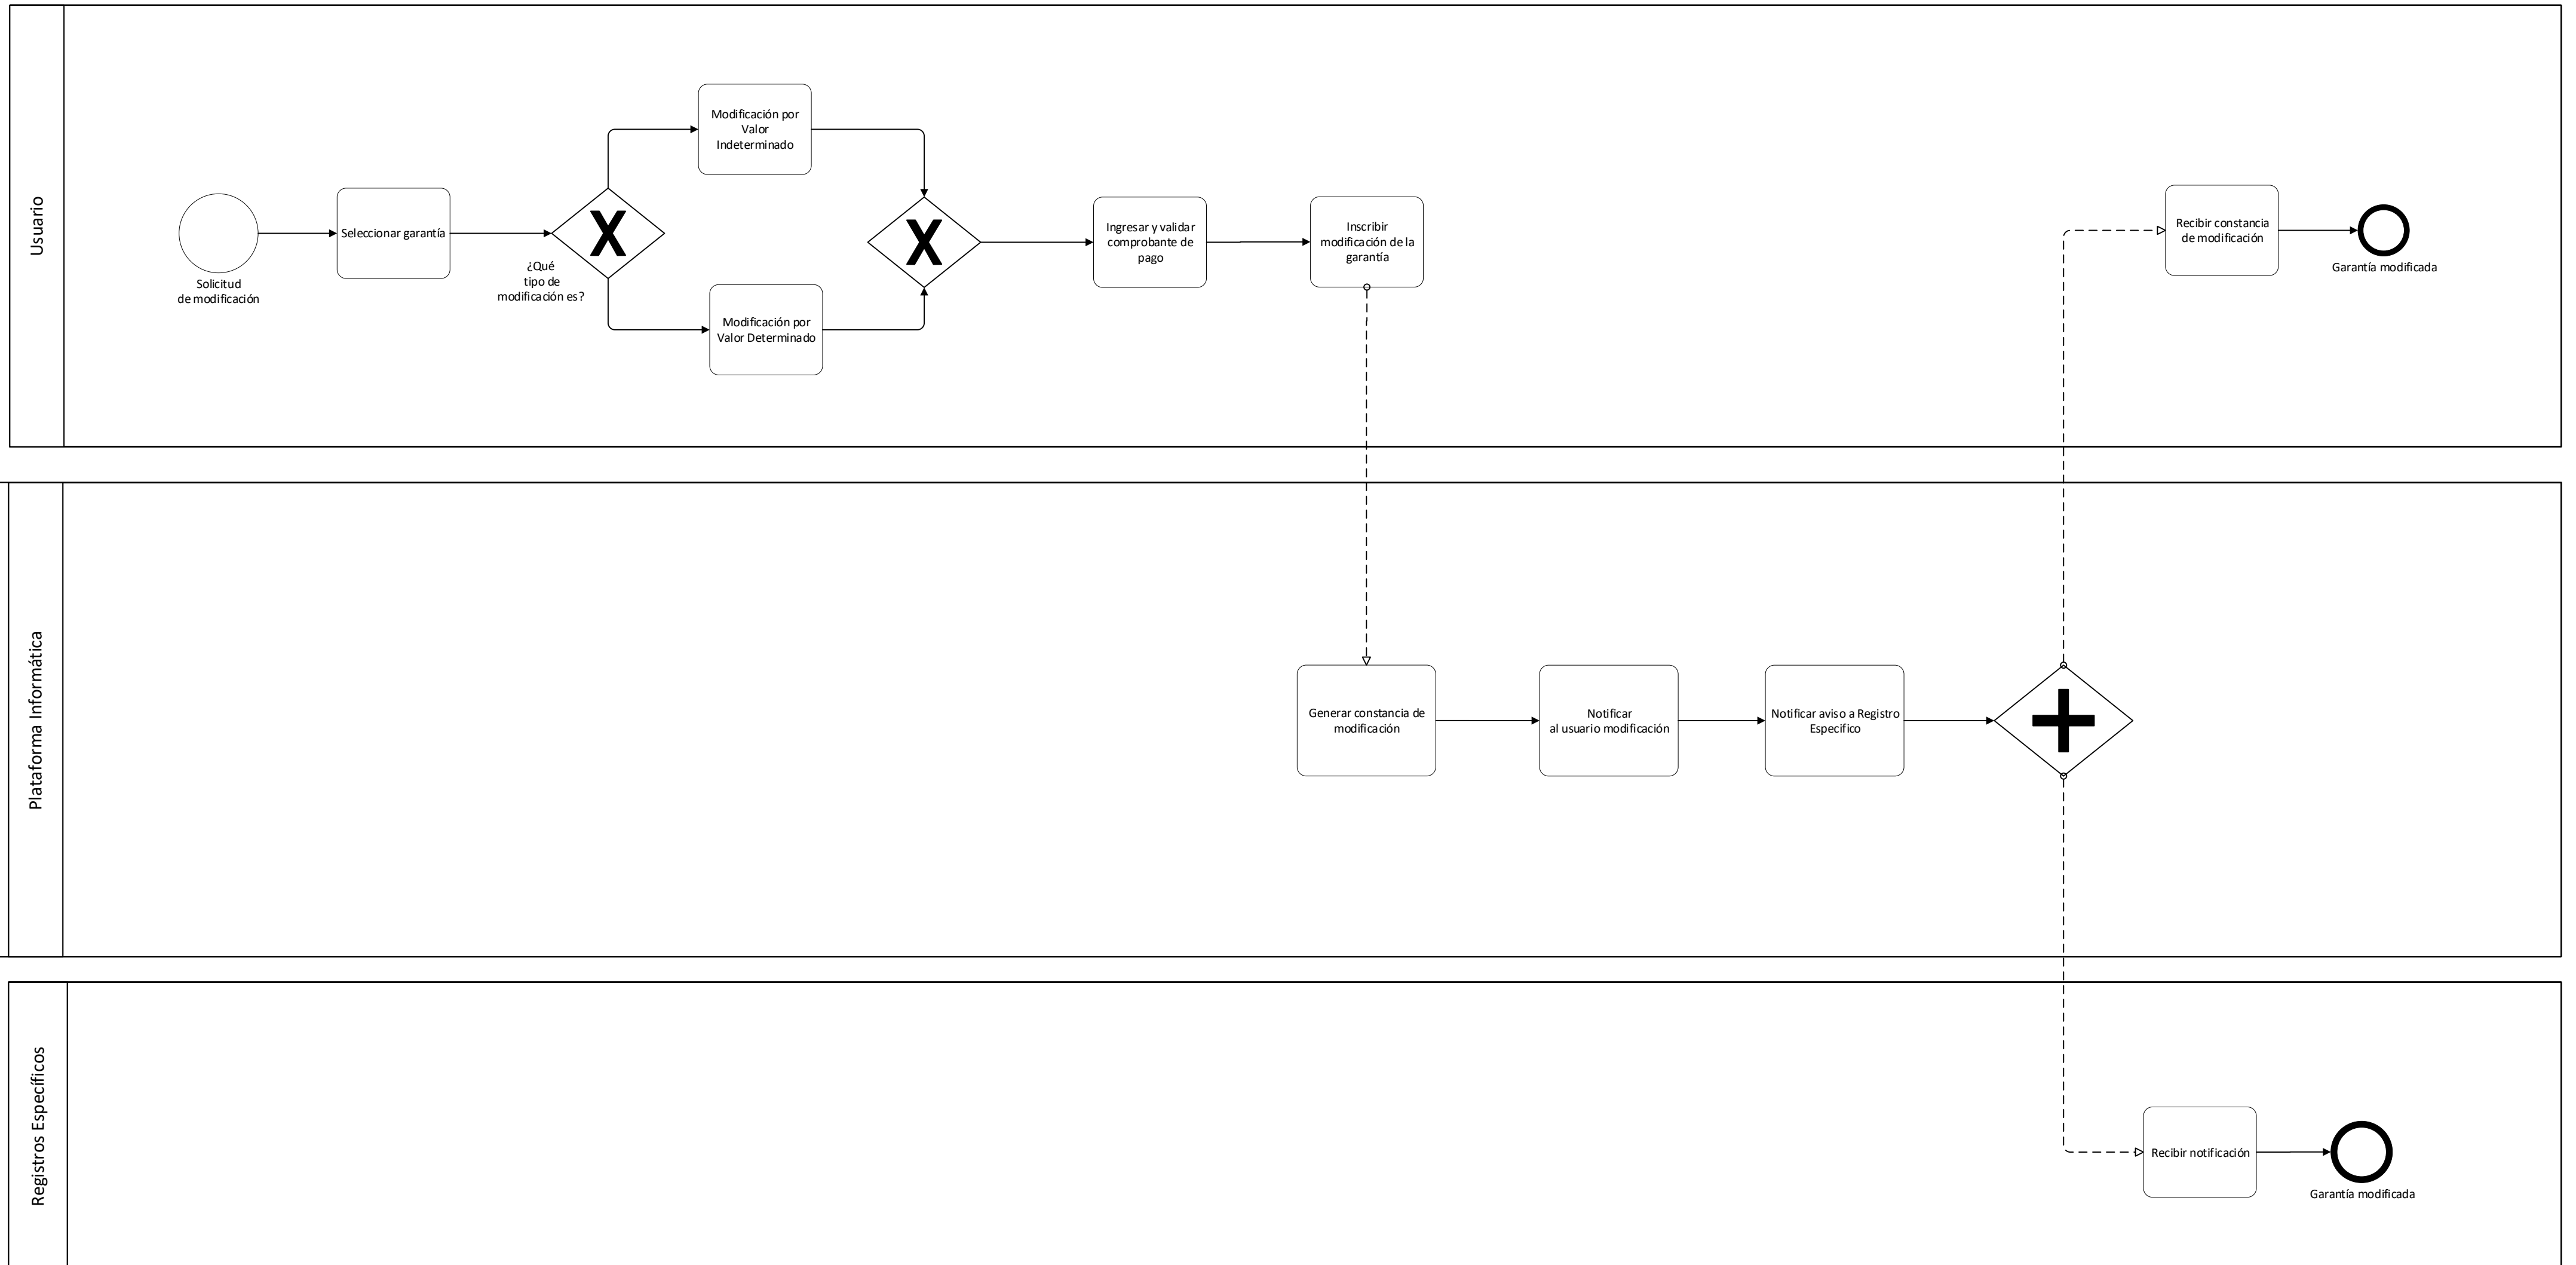 Usuario
Solicitud
de modificación
Seleccionar garantía
¿Qué
tipo de
modificación es?
Modificación por
Valor
Indeterminado
Modificación por
Valor Determinado
X
X
Ingresar y validar
comprobante de
pago
Inscribir
modificación de la
garantía
Recibir constancia
de modificación
Garantía modificada
Plataforma Informática
Generar constancia de
modificación
Notificar
al usuario modificación
Notificar aviso a Registro
Especifico
Registros Específicos
Recibir notificación
Garantía modificada